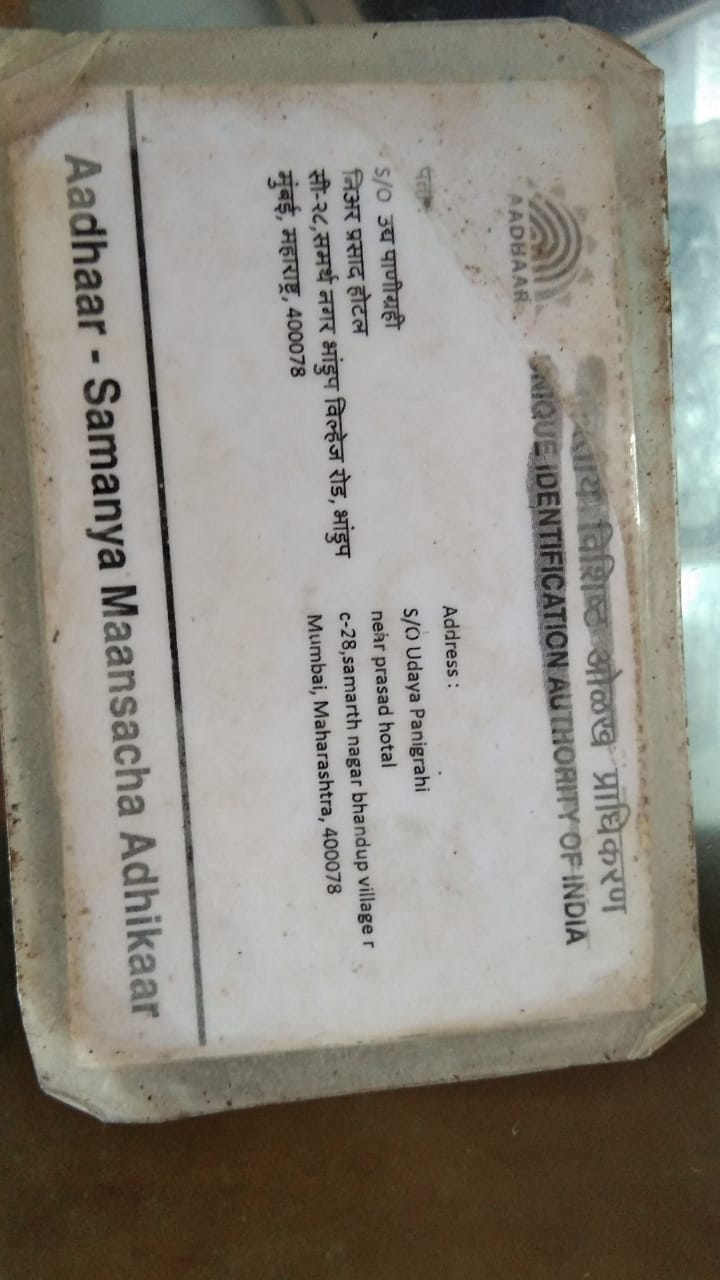 भारतीय विशिष्ट ओळख प्राधिकरण
UNIQUE IDENTIFICATION AUTHORITY OF INDIA
AADHAAR
पता
S/O उद्य पाणीग्रही
निअर प्रसाद होटल
सी-२८,समर्थ नगर भांडुप विल्हेज रोड, भांडुप
मुंबई, महाराष्ट्र, 400078
Address :
S/O Udaya Panigrahi
near prasad hotal
c-28,samarth nagar bhandup village r
Mumbai, Maharashtra, 400078
Aadhaar - Samanya Maansacha Adhikaar